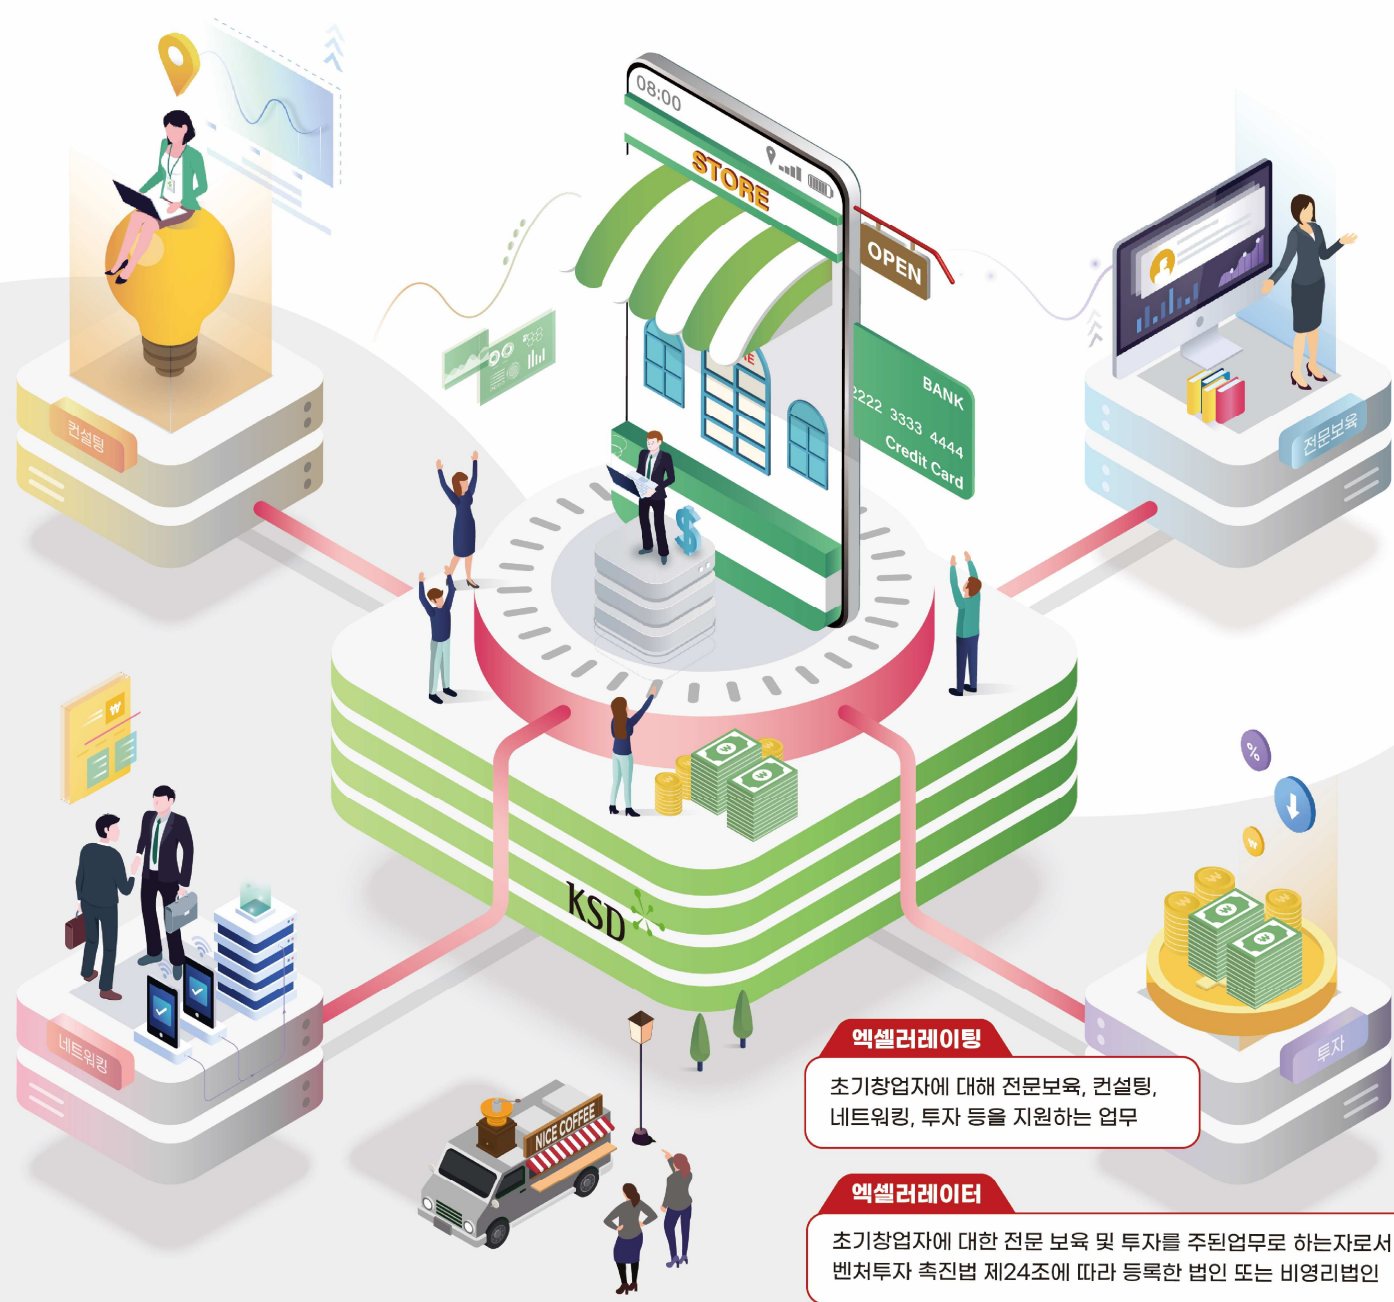 08:00
STORE
OPEN
BANK
2222 3333 4444
Credit Card
컨설팅
전문보육
KSD
네트워킹
투자
NICE COFFEE
엑셀러레이팅
초기창업자에 대해 전문보육, 컨설팅,
네트워킹, 투자 등을 지원하는 업무
엑셀러레이터
초기창업자에 대한 전문 보육 및 투자를 주된업무로 하는자로서
벤처투자 촉진법 제24조에 따라 등록한 법인 또는 비영리법인